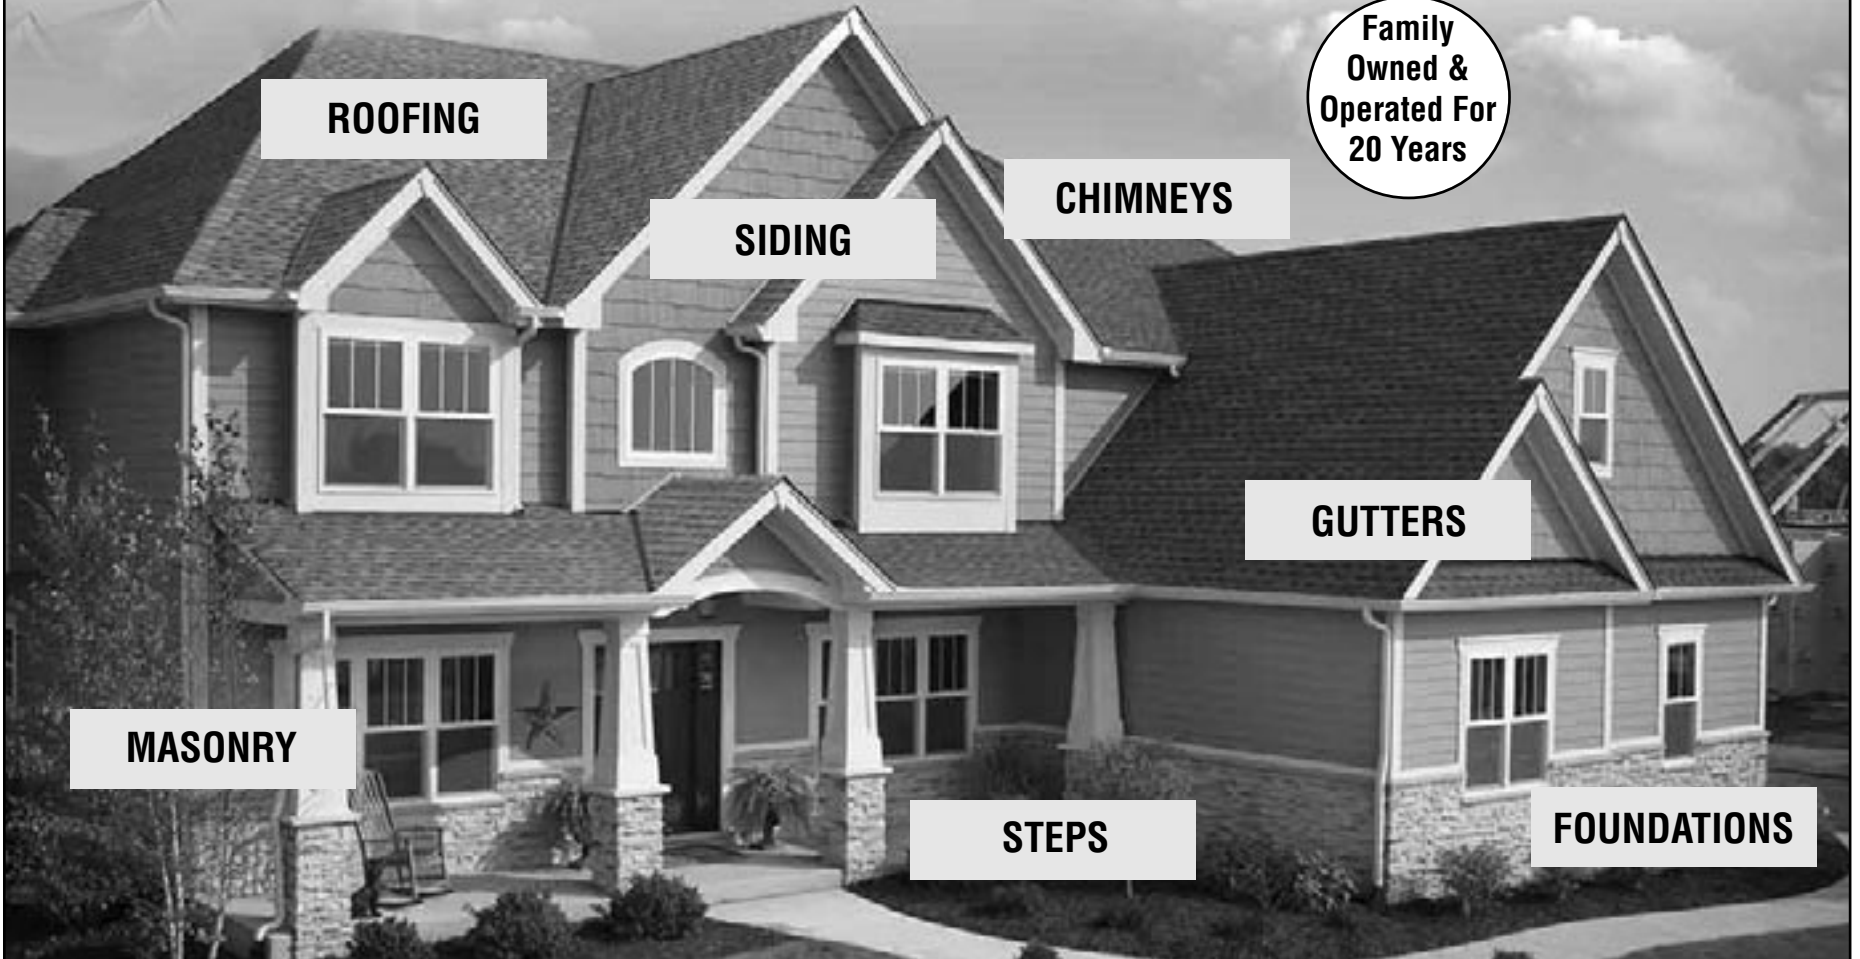 Family
Owned &
Operated For
20 Years
ROOFING
CHIMNEYS
SIDING
GUTTERS
MASONRY
STEPS
FOUNDATIONS